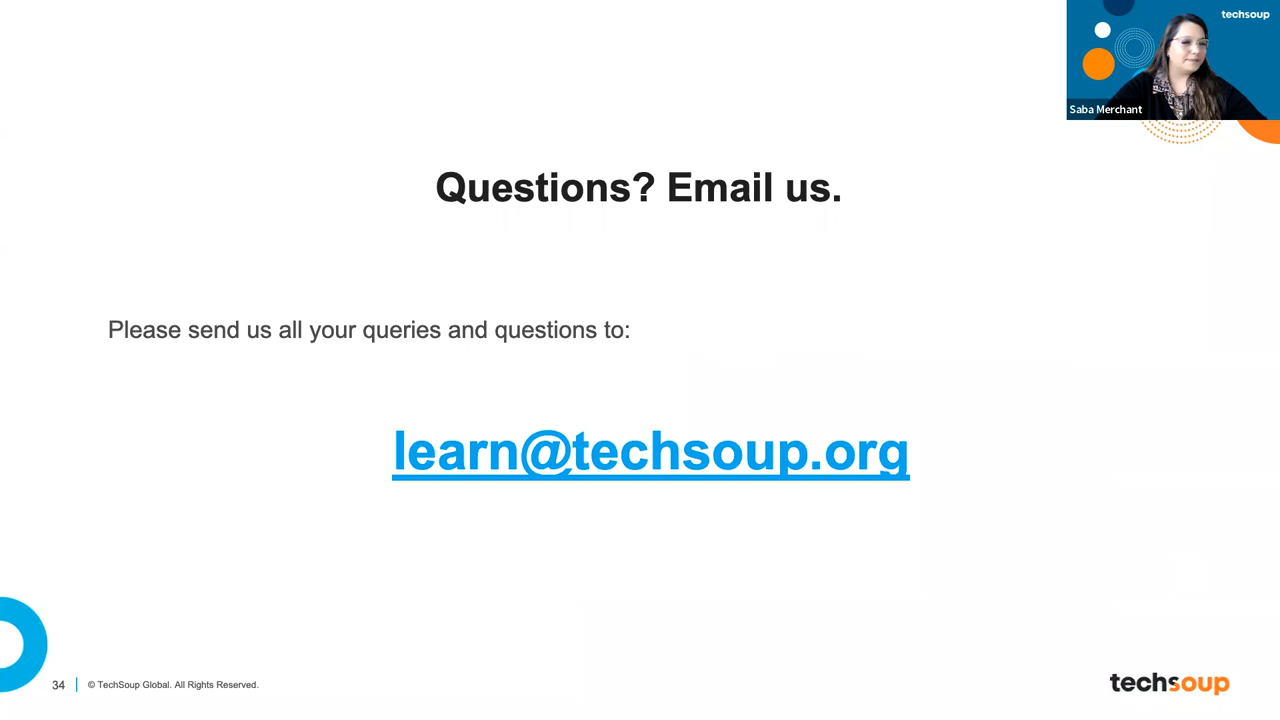 techsoup
Saba Merchant
Questions? Email us.
Please send us all your queries and questions to:
learn@techsoup.org
34
© TechSoup Global. All Rights Reserved.
techsoup